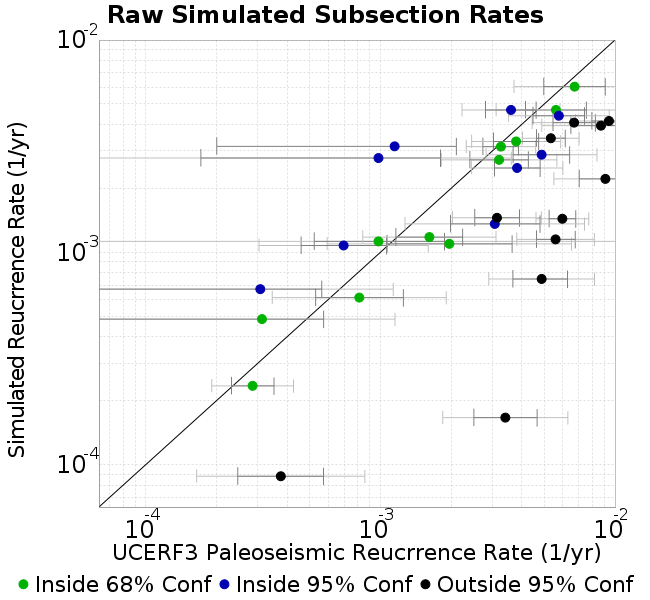 Raw Simulated Subsection Rates
Simulated Reucrrence Rate (1/yr)
10-2
10-3
10-4
10-4 10-3 10-2
UCERF3 Paleoseismic Reucrrence Rate (1/yr)
Inside 68% Conf Inside 95% Conf Outside 95% Conf